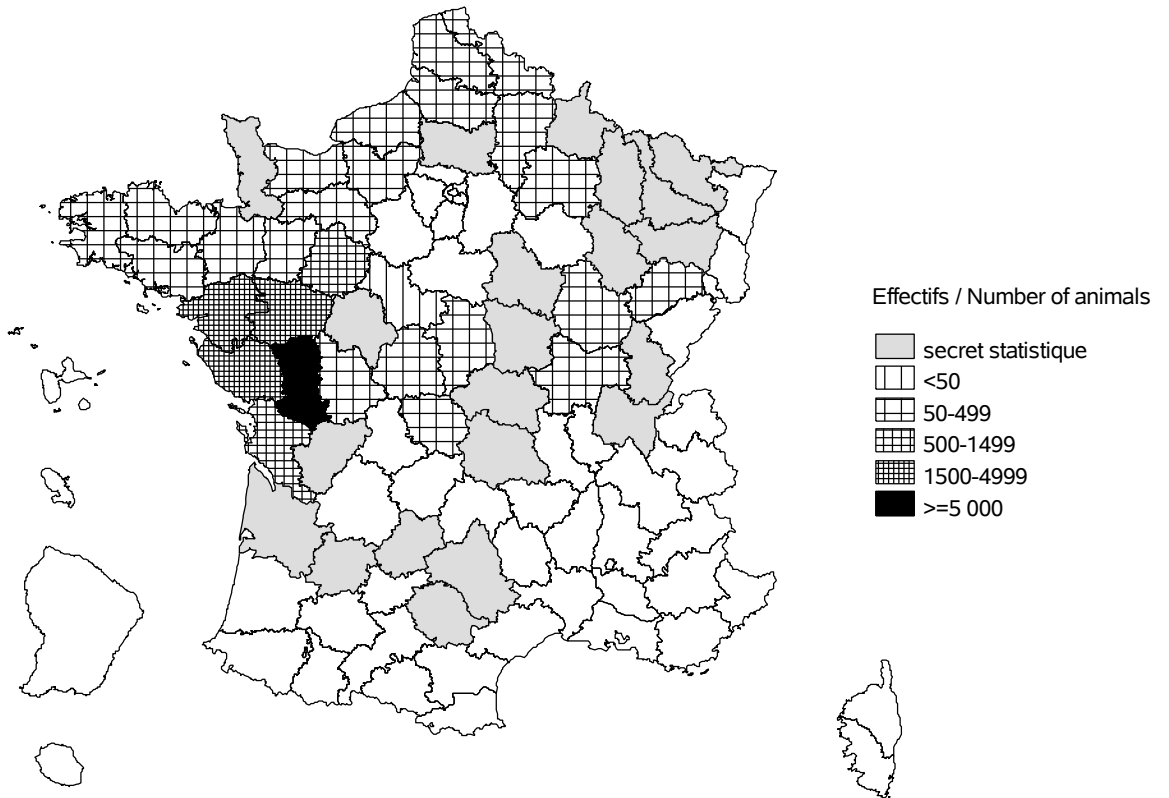 Effectifs / Number of animals
secret statistique
<50
50-499
500-1499
1500-4999
>=5 000